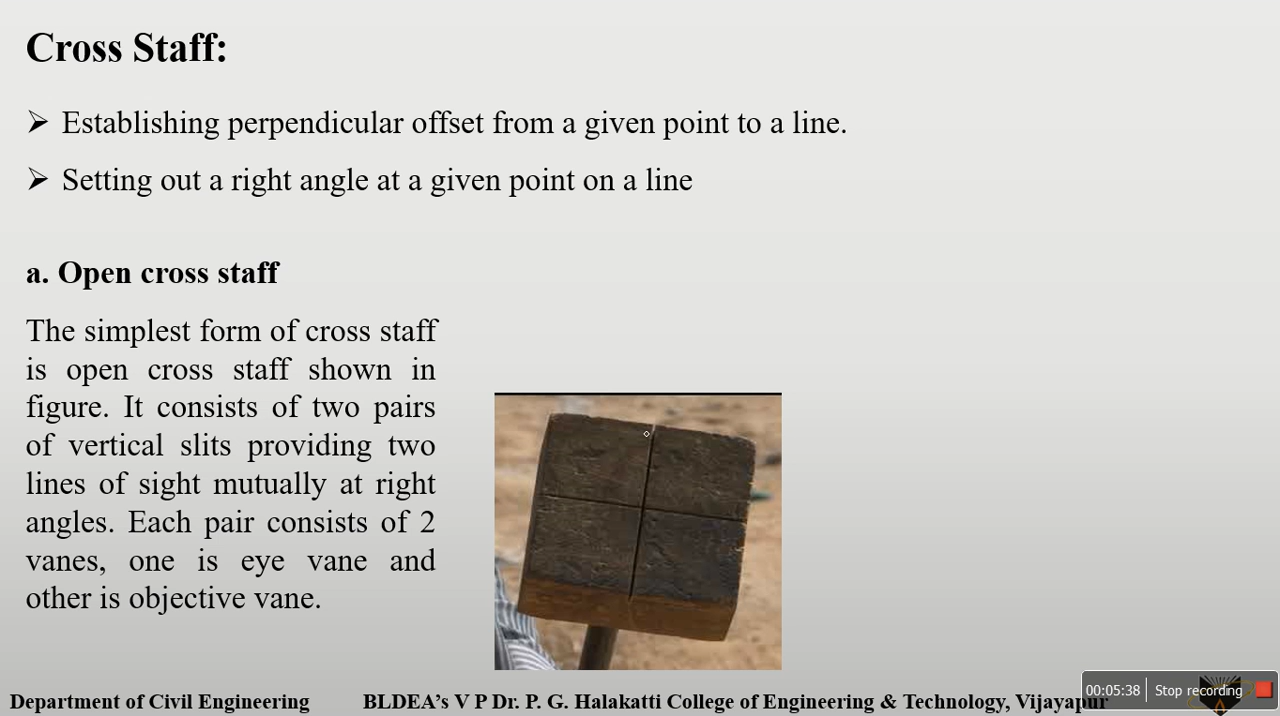 Cross Staff:
➢ Establishing perpendicular offset from a given point to a line.
➢ Setting out a right angle at a given point on a line
a. Open cross staff
The simplest form of cross staff
is open cross staff shown in
figure. It consists of two pairs
of vertical slits providing two
lines of sight mutually at right
angles. Each pair consists of 2
vanes, one is eye vane and
other is objective vane.
Department of Civil Engineering
BLDEA’s V P Dr. P. G. Halakatti College of Engineering & Technology, Vijayapur
00:05:38 Stop recording